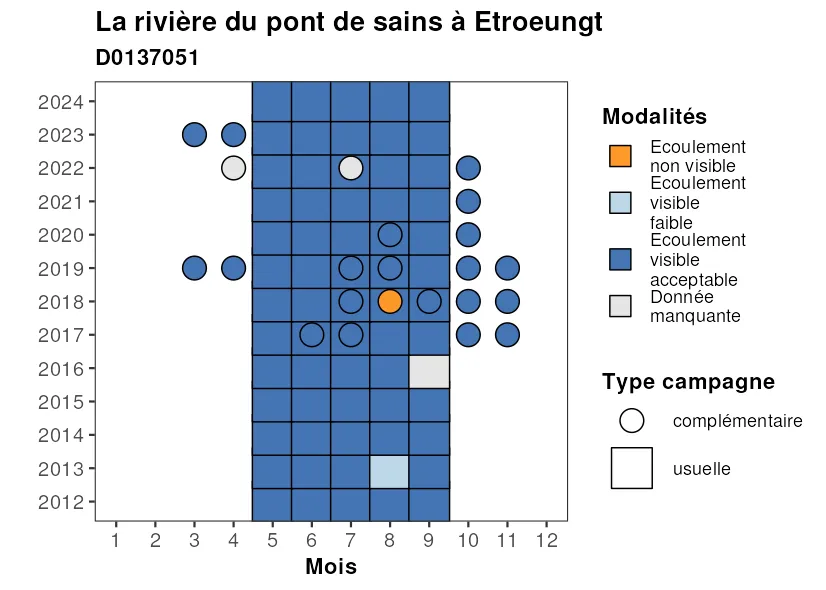 La rivière du pont de sains à Etroeungt
D0137051
2024
2023
2022
2021
2020
2019
2018
2017
2016
2015
2014
2013
2012
1 2 3 4 5 6 7 8 9 10 11 12
Mois
Modalités
Ecoulement
non visible
Ecoulement
visible
faible
Ecoulement
visible
acceptable
Donnée
manquante
Type campagne
complémentaire
usuelle